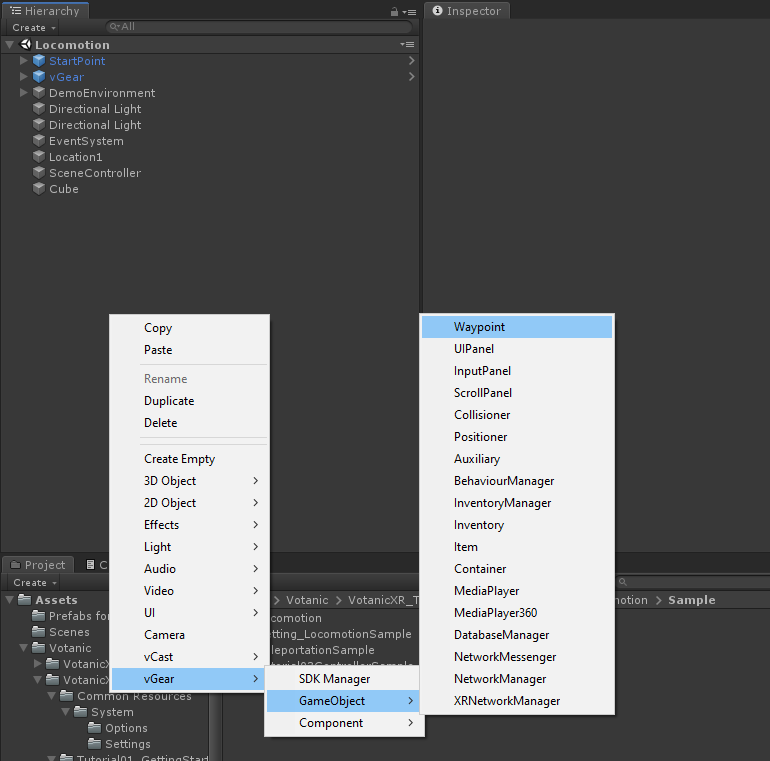 Hierarchy
Create
All
Locomotion
StartPoint
vGear
DemoEnvironment
Directional Light
Directional Light
EventSystem
Location1
SceneController
Cube
Inspector
Copy
Paste
Rename
Duplicate
Delete
Create Empty
3D Object
2D Object
Effects
Light
Audio
Video
UI
Camera
vCast
vGear
SDK Manager
GameObject
Component
Waypoint
UIPanel
InputPanel
ScrollPanel
Collisioner
Positioner
Auxiliary
BehaviourManager
InventoryManager
Inventory
Item
Container
MediaPlayer
MediaPlayer360
DatabaseManager
NetworkMessenger
NetworkManager
XRNetworkManager
Project
C
Create
Assets
Prefabs for
Scenes
Votanic
VotanicX
VotanicX
Common Resources
System
Options
Settings
Tutorial01_GettingStart
Votanic > VotanicXR_T
motion > Sample
comotion
tting_LocomotionSample
leportationSample